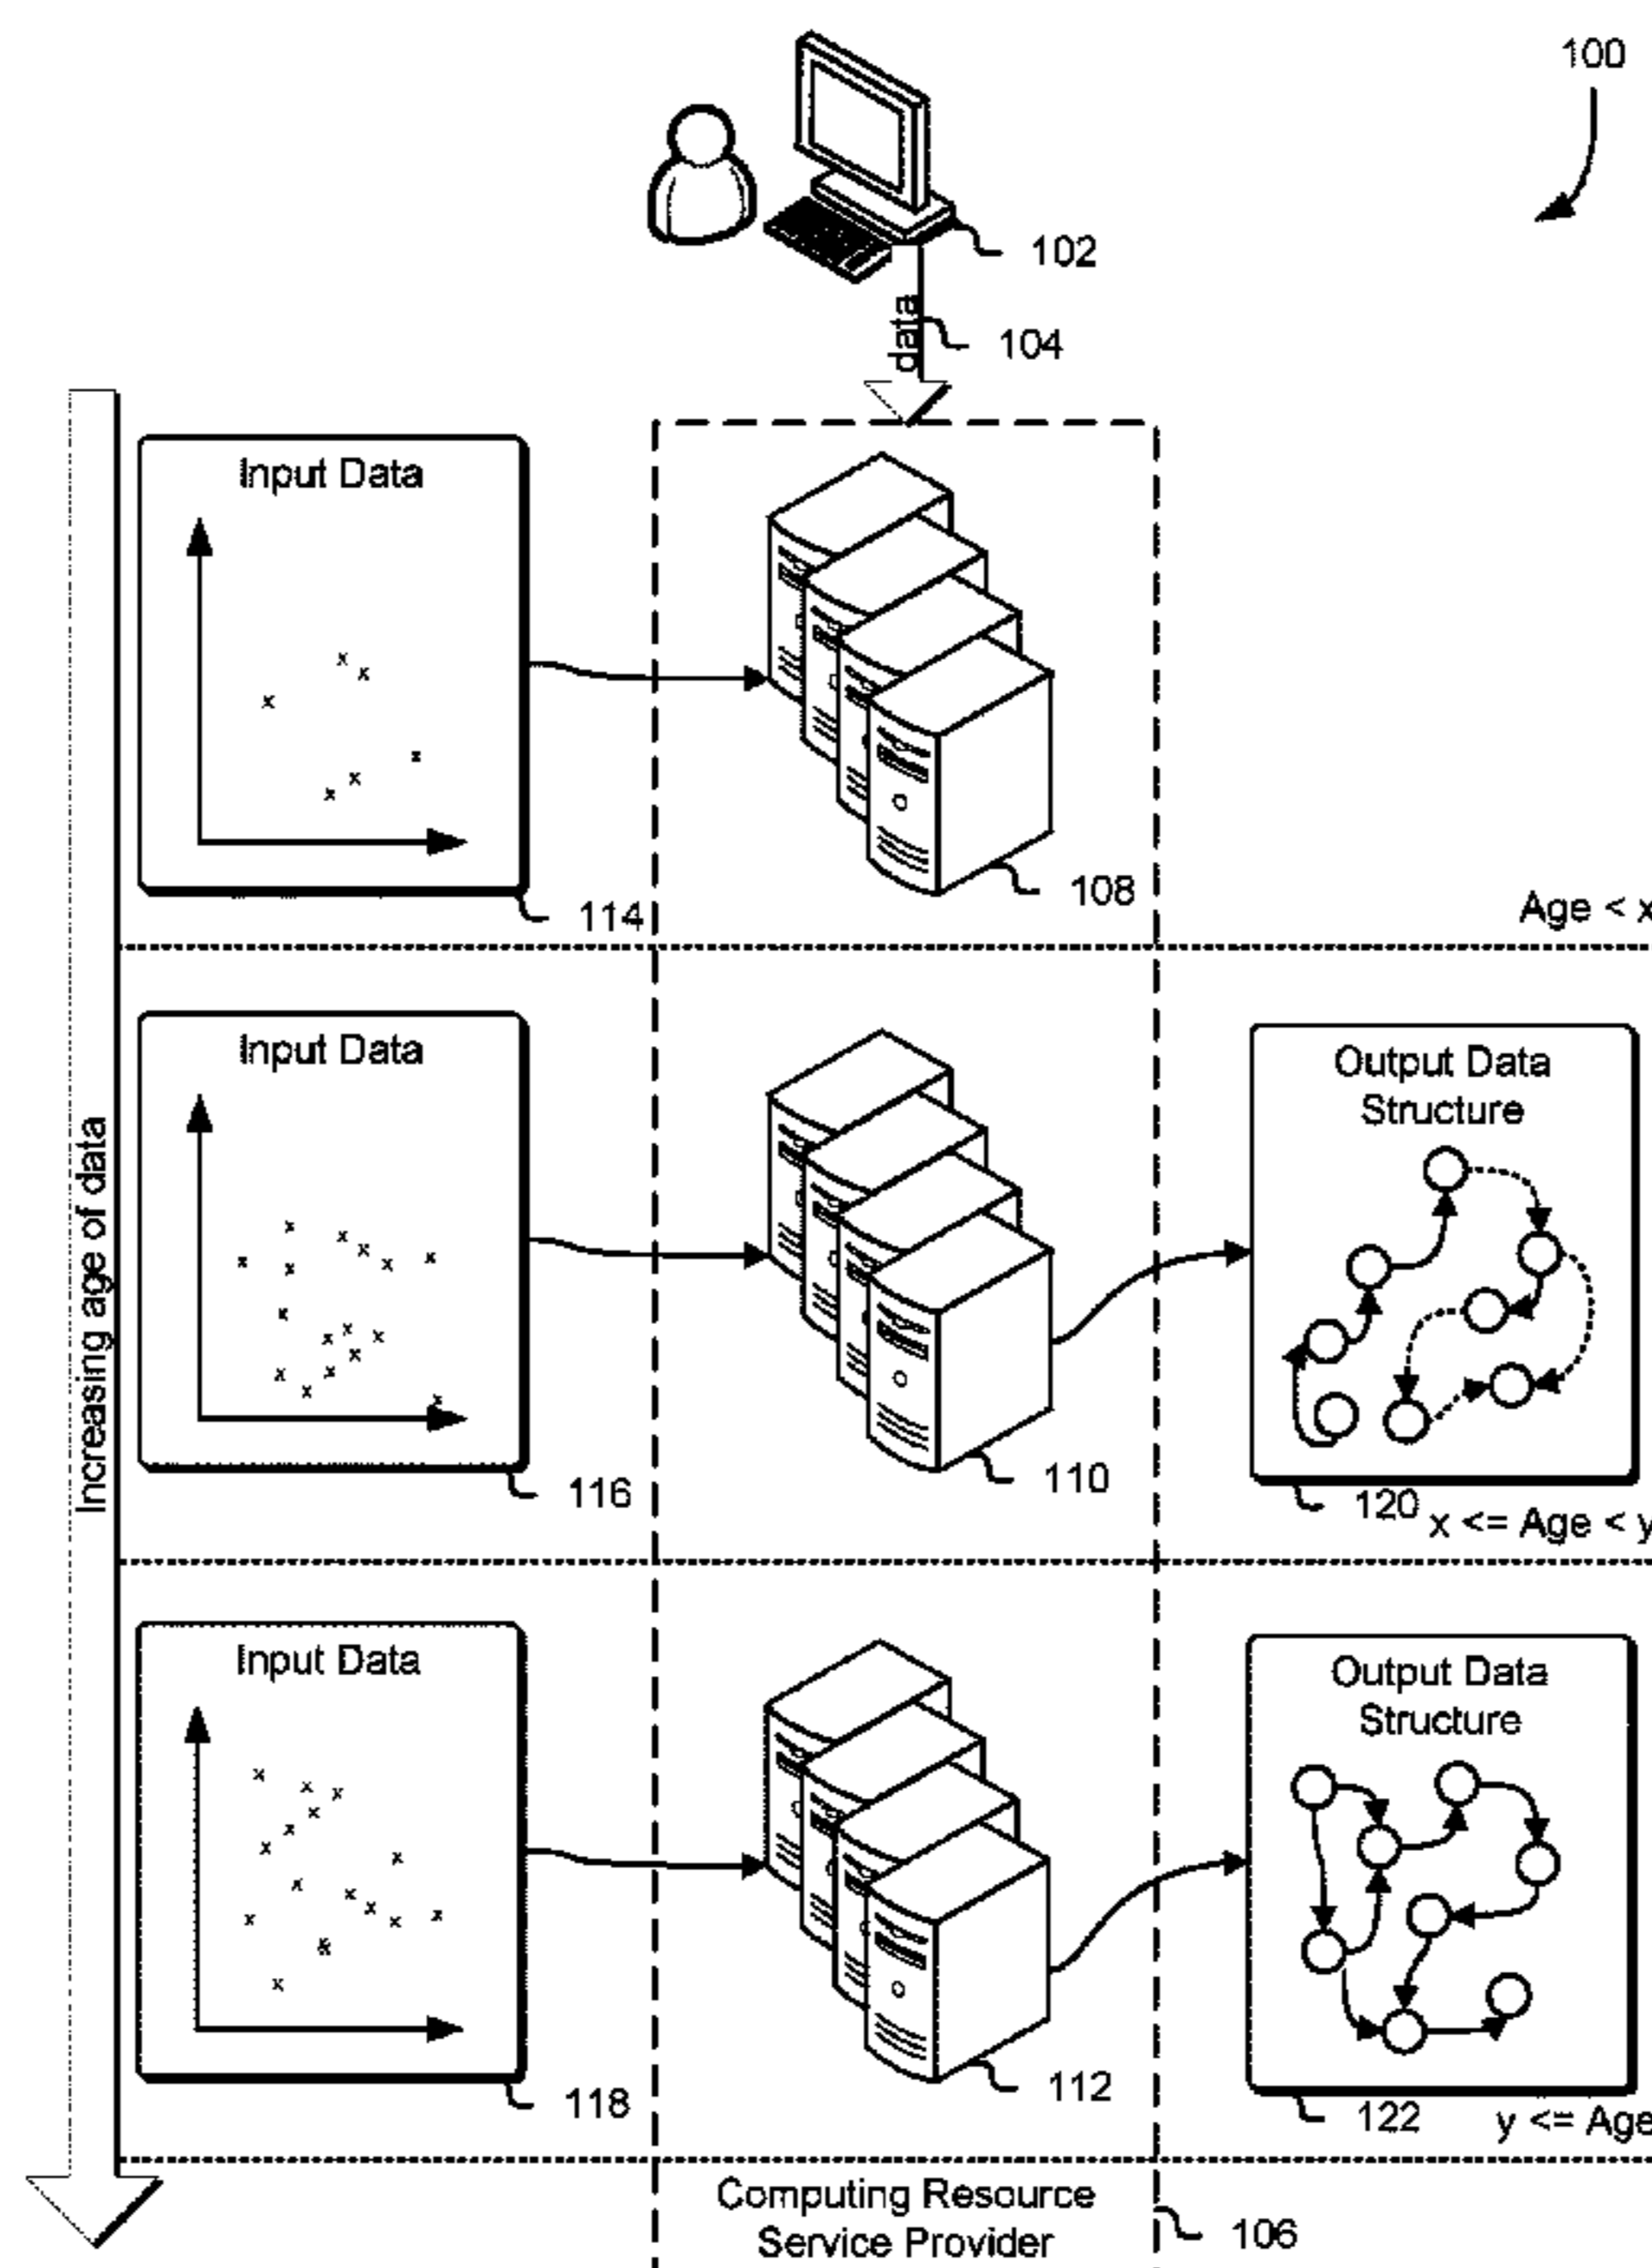 100
102
data
104
Input Data
108
114
Age < x
Increasing age of data
Input Data
Output Data
Structure
110
116
120
x <= Age < y
Input Data
Output Data
Structure
112
118
122
y <= Age
Computing Resource
Service Provider
106